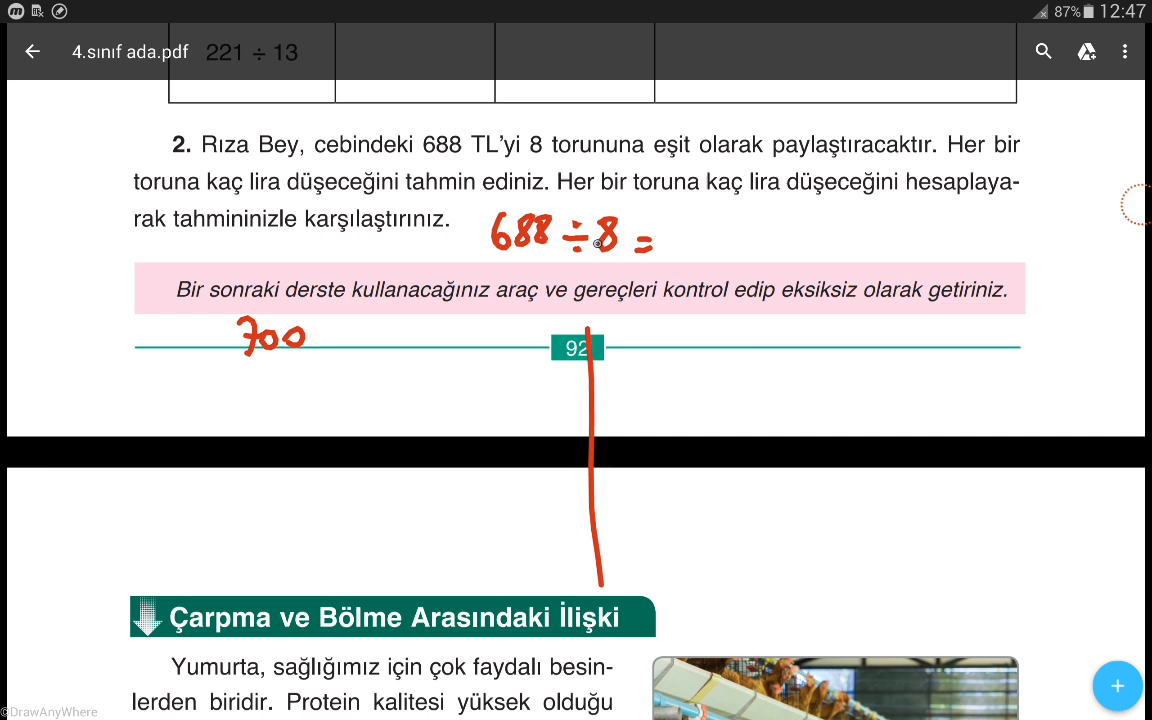 87% 12:47
4.sınıf ada.pdf 221 ÷ 13
2. Rıza Bey, cebindeki 688 TL'yi 8 torununa eşit olarak paylaştıracaktır. Her bir
toruna kaç lira düşeceğini tahmin ediniz. Her bir toruna kaç lira düşeceğini hesaplaya-
rak tahmininizle karşılaştırınız.
688 ÷ 8 =
Bir sonraki derste kullanacağınız araç ve gereçleri kontrol edip eksiksiz olarak getiriniz.
700
92
Çarpma ve Bölme Arasındaki İlişki
Yumurta, sağlığımız için çok faydalı besin-
lerden biridir. Protein kalitesi yüksek olduğu
©DrawAnyWhere